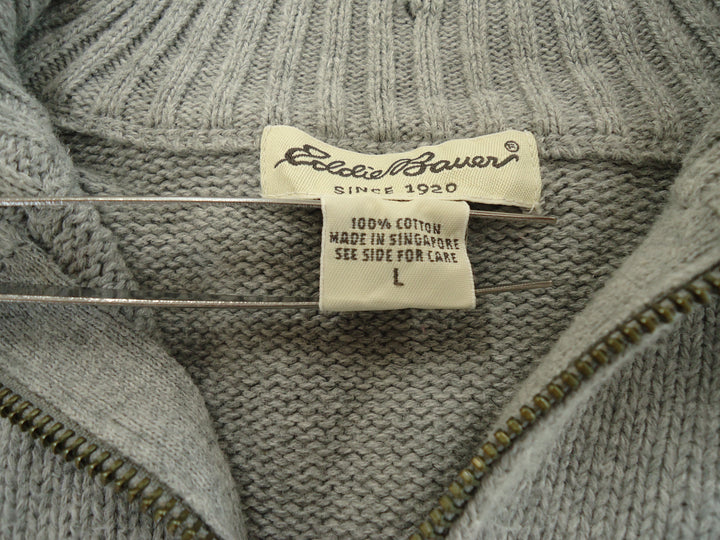 Eddie Bauer®
SINCE 1920
100% COTTON
MADE IN SINGAPORE
SEE SIDE FOR CARE
L